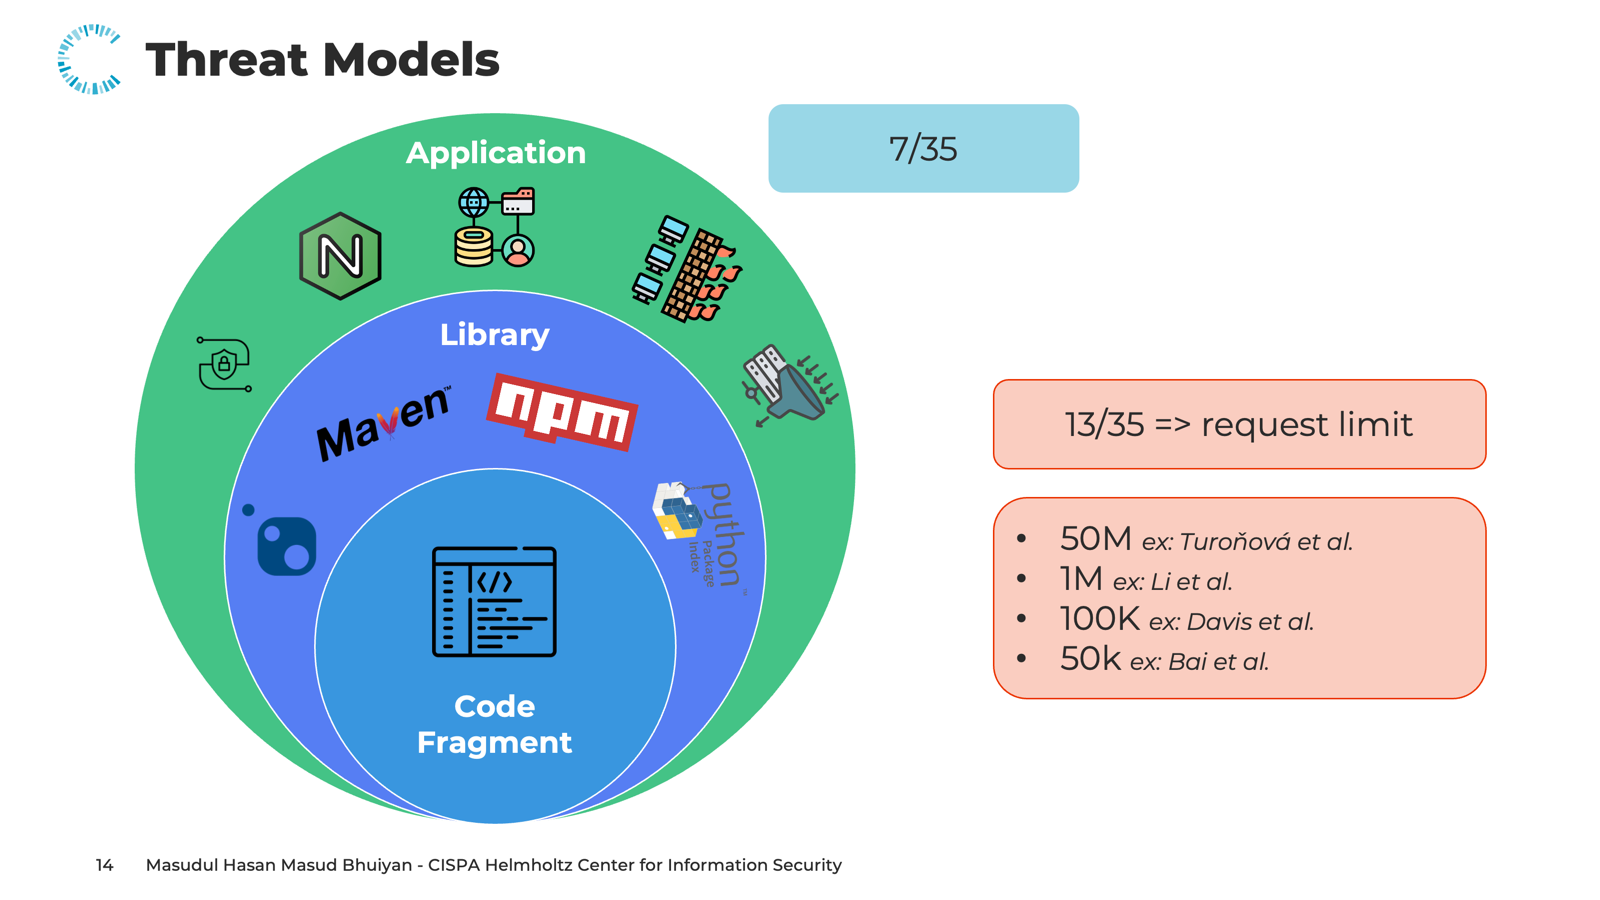 Threat Models
Application
7/35
N
Library
Maven™
npm
python™
Package
Index
</>
Code
Fragment
13/35 => request limit
• 50M ex: Turoňová et al.
• 1M ex: Li et al.
• 100K ex: Davis et al.
• 50k ex: Bai et al.
14 Masudul Hasan Masud Bhuiyan - CISPA Helmholtz Center for Information Security